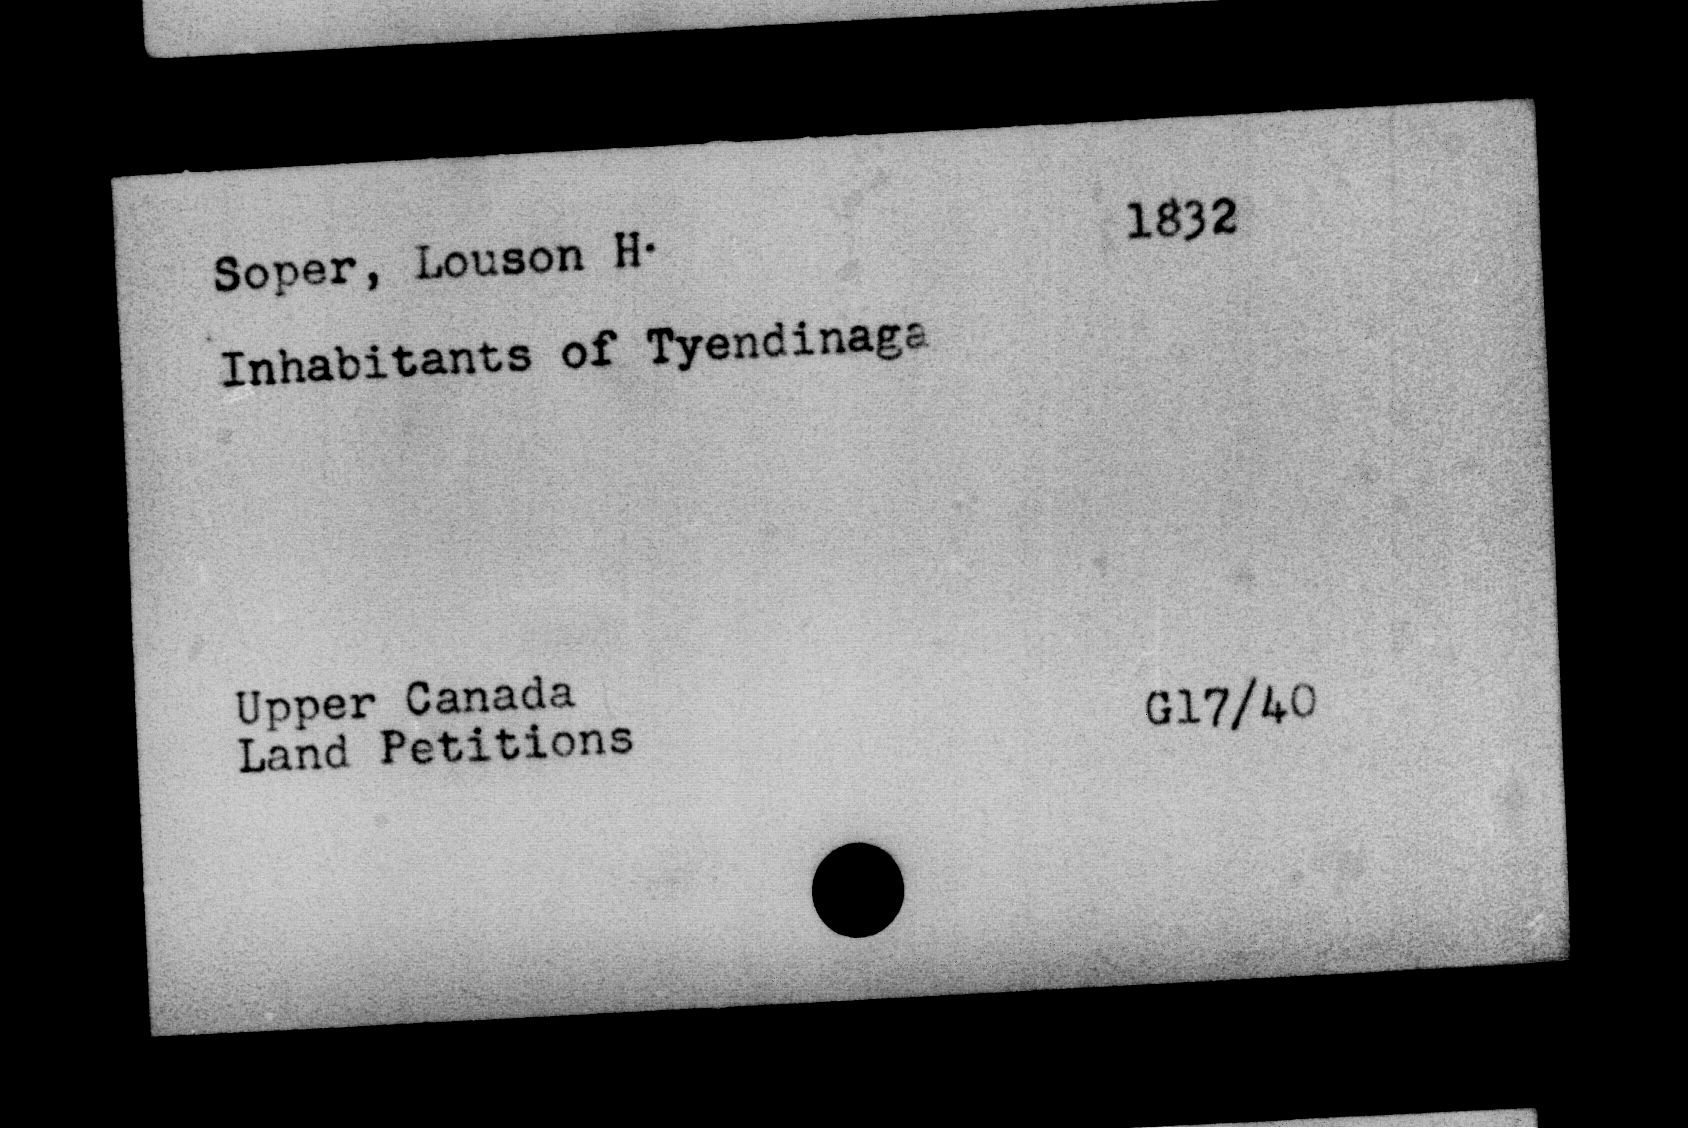 Soper, Louson H. 1832
Inhabitants of Tyendinaga
Upper Canada
Land Petitions G17/40